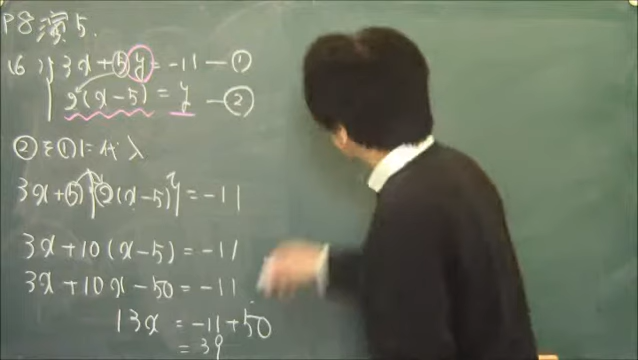 P8 演5.
(6) { 3x+5y=-11 —①
2(x-5)=y —②
②を①に代入
3x+5{2(x-5)}=-11
3x+10(x-5)=-11
3x+10x-50=-11
13x=-11+50
=39